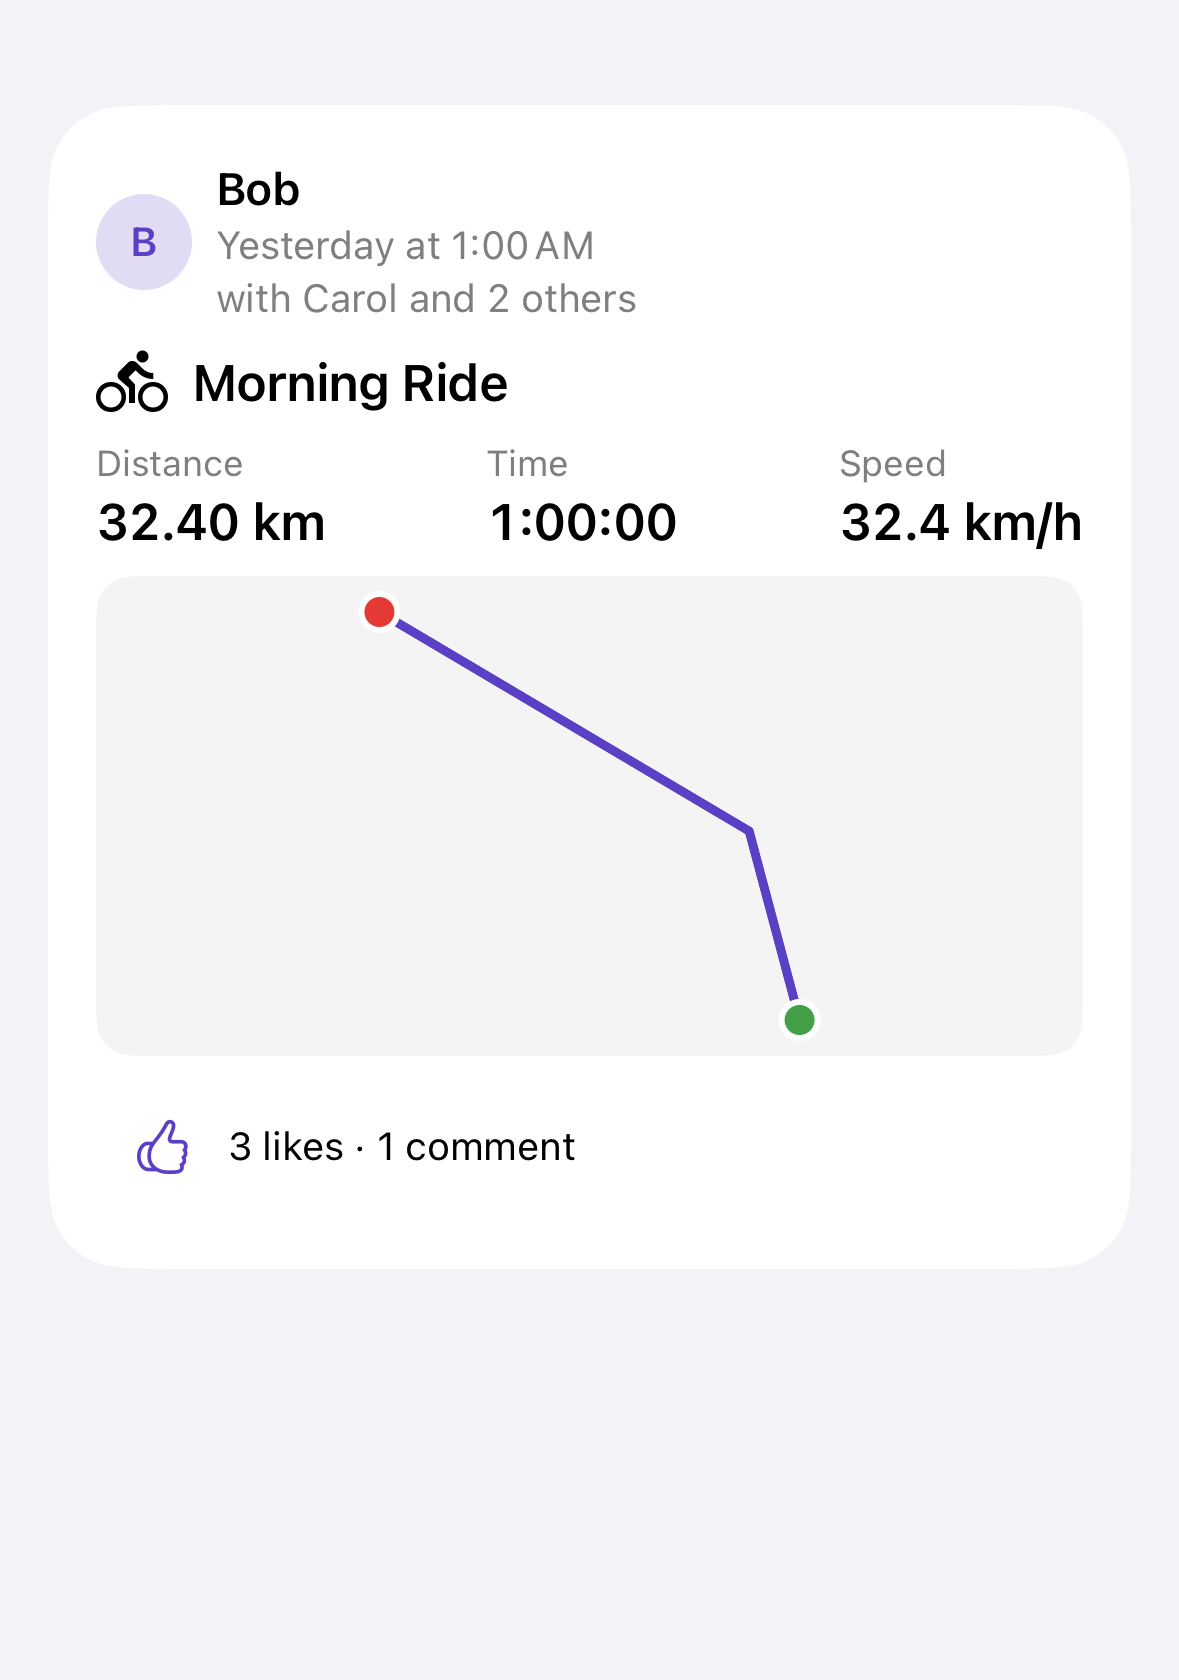 Bob
B
Yesterday at 1:00 AM
with Carol and 2 others
Morning Ride
Distance Time Speed
32.40 km 1:00:00 32.4 km/h
3 likes · 1 comment